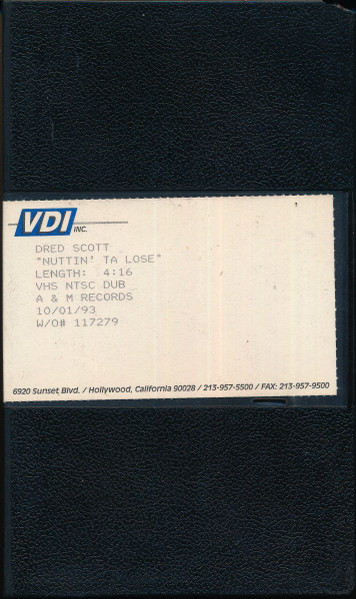 VDI INC.
DRED SCOTT
"NUTTIN' TA LOSE"
LENGTH: 4:16
VHS NTSC DUB
A & M RECORDS
10/01/93
W/O# 117279
6920 Sunset Blvd. / Hollywood, California 90028 / 213-957-5500 / FAX: 213-957-9500